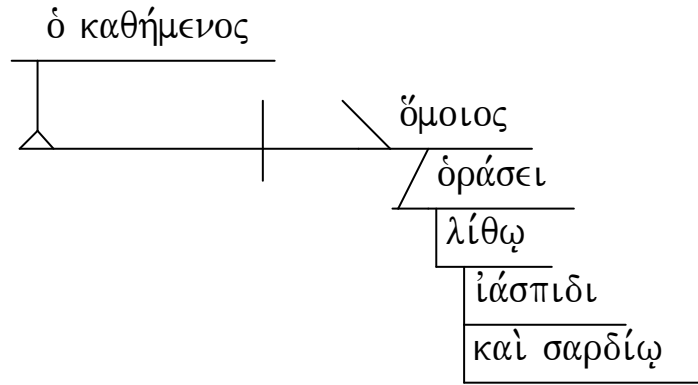 ὁ καθήμενος
ὅμοιος
ὁράσει
λίθῳ
ἰάσπιδι
καὶ σαρδίῳ